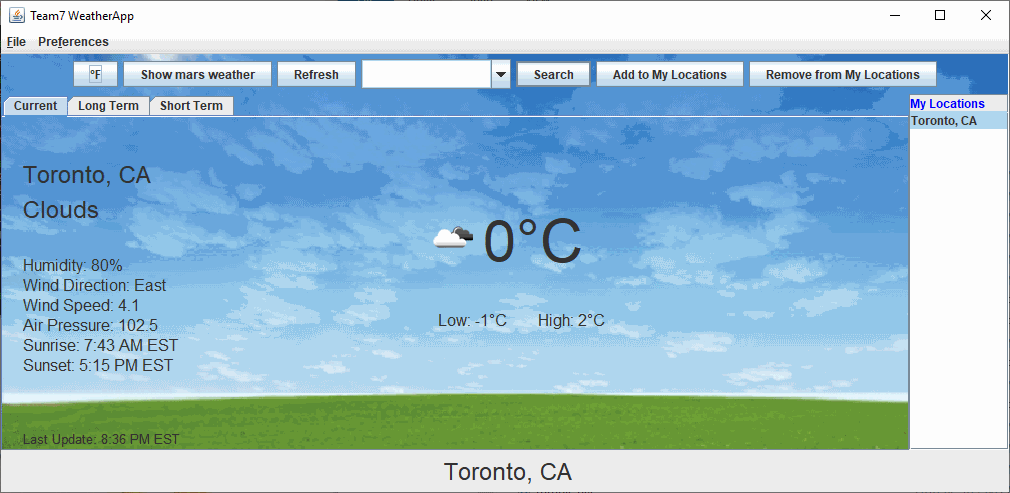 Team7 WeatherApp
File Preferences
°F Show mars weather Refresh Search Add to My Locations Remove from My Locations
Current Long Term Short Term
My Locations
Toronto, CA
Toronto, CA
Clouds
0°C
Humidity: 80%
Wind Direction: East
Wind Speed: 4.1
Air Pressure: 102.5
Sunrise: 7:43 AM EST
Sunset: 5:15 PM EST
Low: -1°C High: 2°C
Last Update: 8:36 PM EST
Toronto, CA